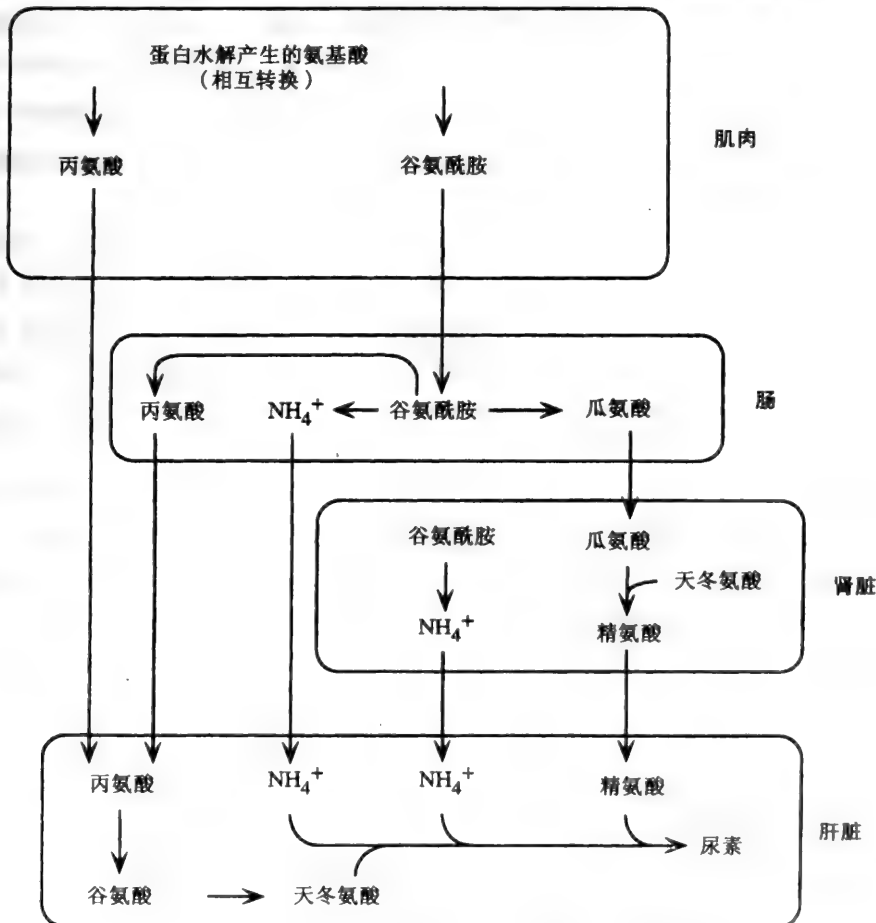 蛋白水解产生的氨基酸
（相互转换）
肌肉
丙氨酸
谷氨酰胺
丙氨酸
NH₄⁺
谷氨酰胺
瓜氨酸
肠
谷氨酰胺
瓜氨酸
天冬氨酸
肾脏
NH₄⁺
精氨酸
丙氨酸
NH₄⁺
NH₄⁺
精氨酸
肝脏
尿素
谷氨酸
天冬氨酸